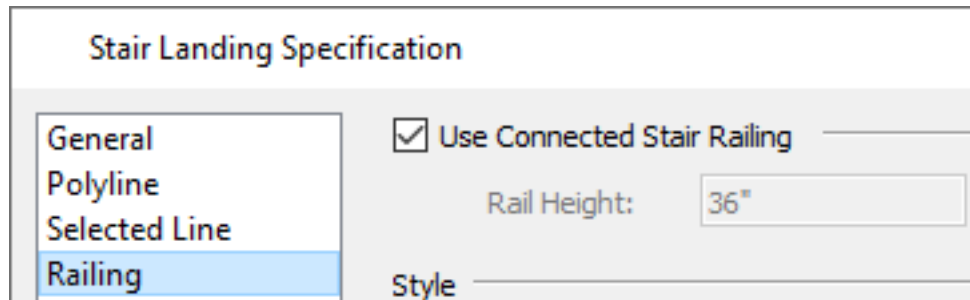 Stair Landing Specification
General
Polyline
Selected Line
Railing
Use Connected Stair Railing
Rail Height: 36"
Style